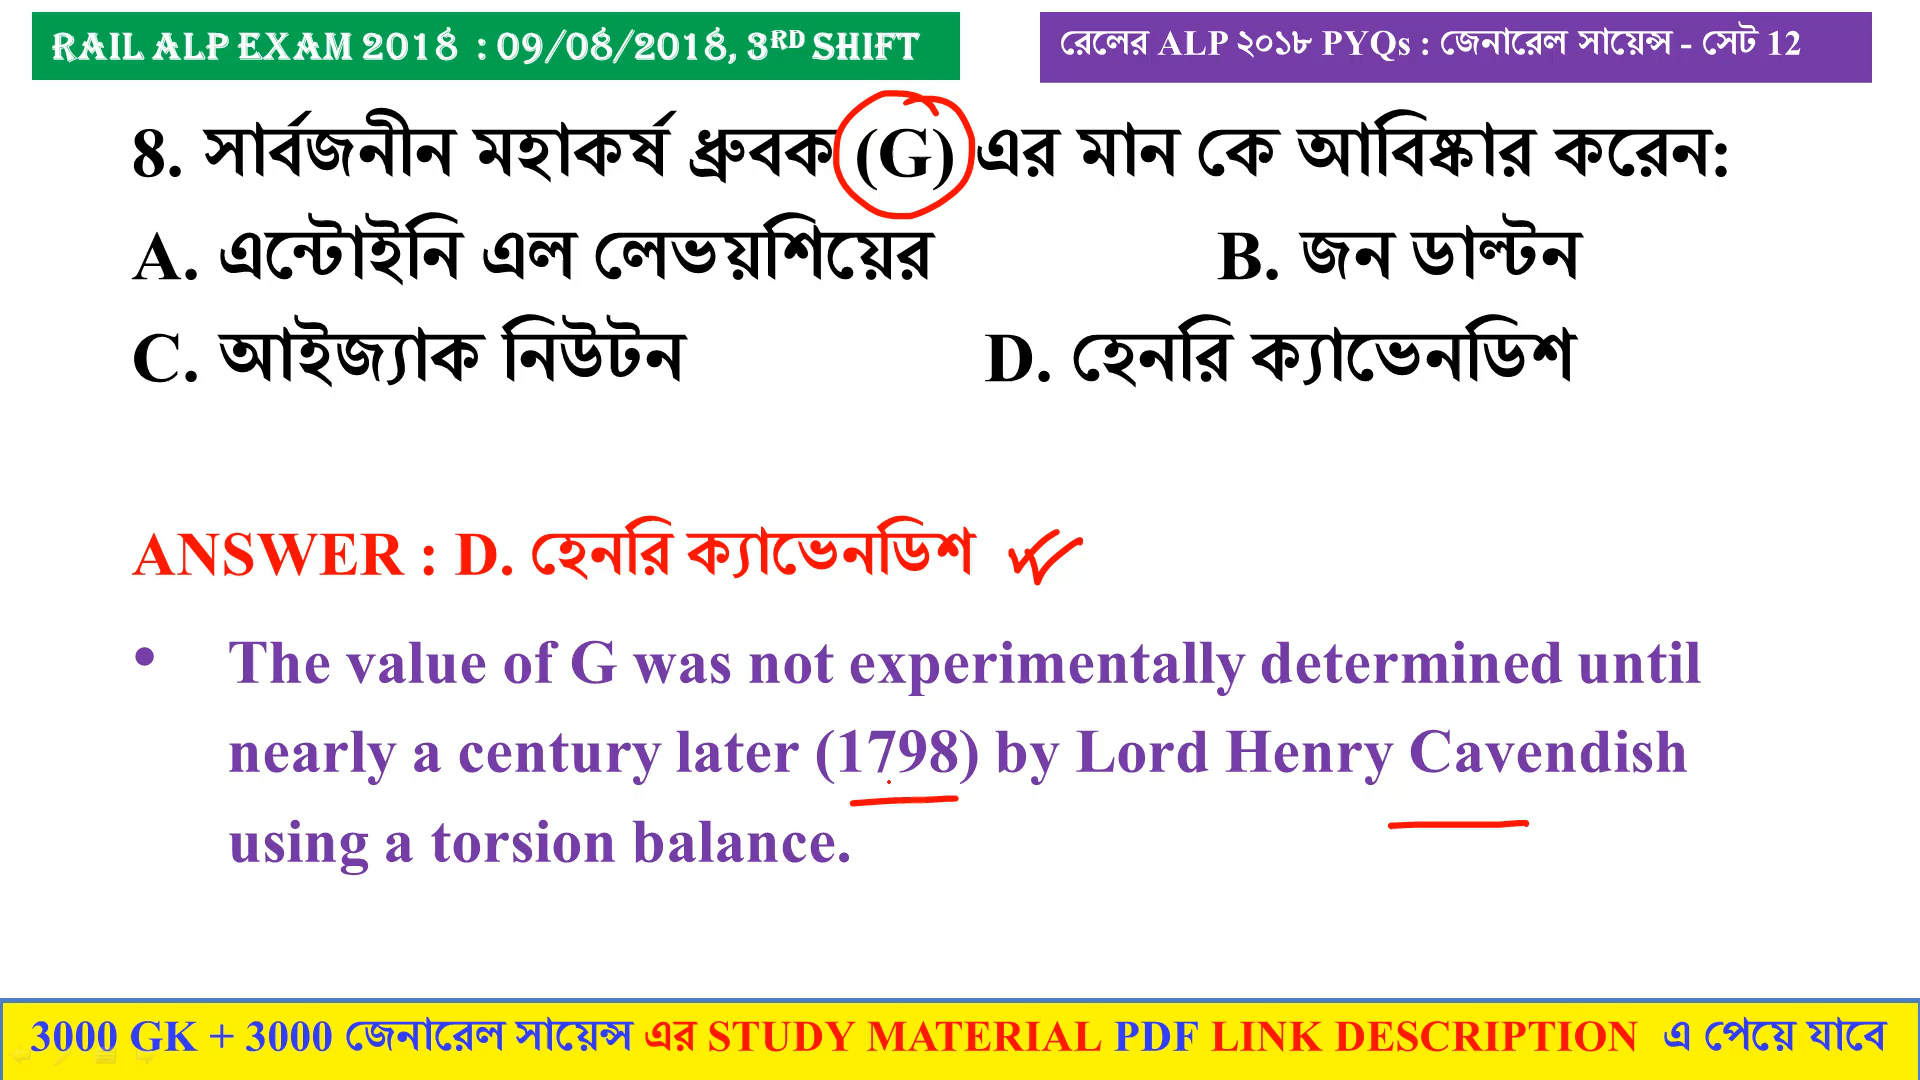 RAIL ALP EXAM 2018 : 09/08/2018, 3RD SHIFT
রেলের ALP ২০১৮ PYQs : জেনারেল সায়েন্স - সেট 12
8. সার্বজনীন মহাকর্ষ ধ্রুবক (G) এর মান কে আবিষ্কার করেন:
A. এন্টোইনি এল লেভয়শিয়ের B. জন ডাল্টন
C. আইজ্যাক নিউটন D. হেনরি ক্যাভেনডিশ
ANSWER : D. হেনরি ক্যাভেনডিশ
• The value of G was not experimentally determined until
nearly a century later (1798) by Lord Henry Cavendish
using a torsion balance.
3000 GK + 3000 জেনারেল সায়েন্স এর STUDY MATERIAL PDF LINK DESCRIPTION এ পেয়ে যাবে